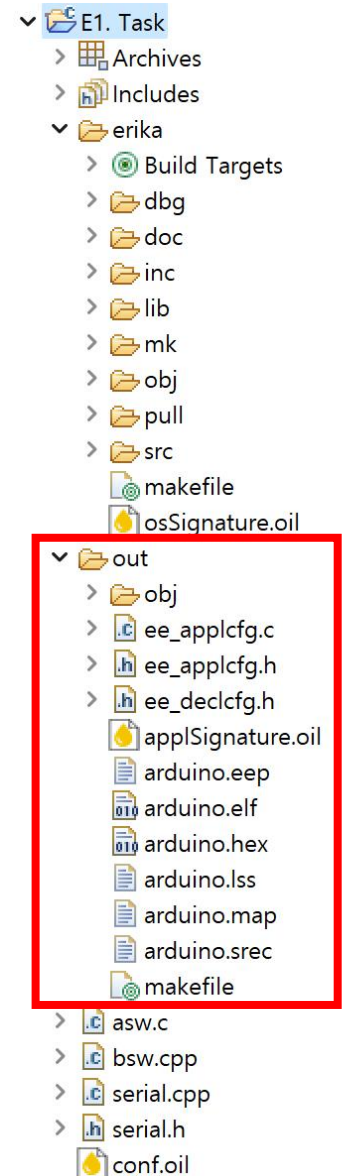 E1. Task
Archives
Includes
erika
Build Targets
dbg
doc
inc
lib
mk
obj
pull
src
makefile
osSignature.oil
out
obj
ee_applcfg.c
ee_applcfg.h
ee_declcfg.h
applSignature.oil
arduino.eep
arduino.elf
arduino.hex
arduino.lss
arduino.map
arduino.srec
makefile
asw.c
bsw.cpp
serial.cpp
serial.h
conf.oil